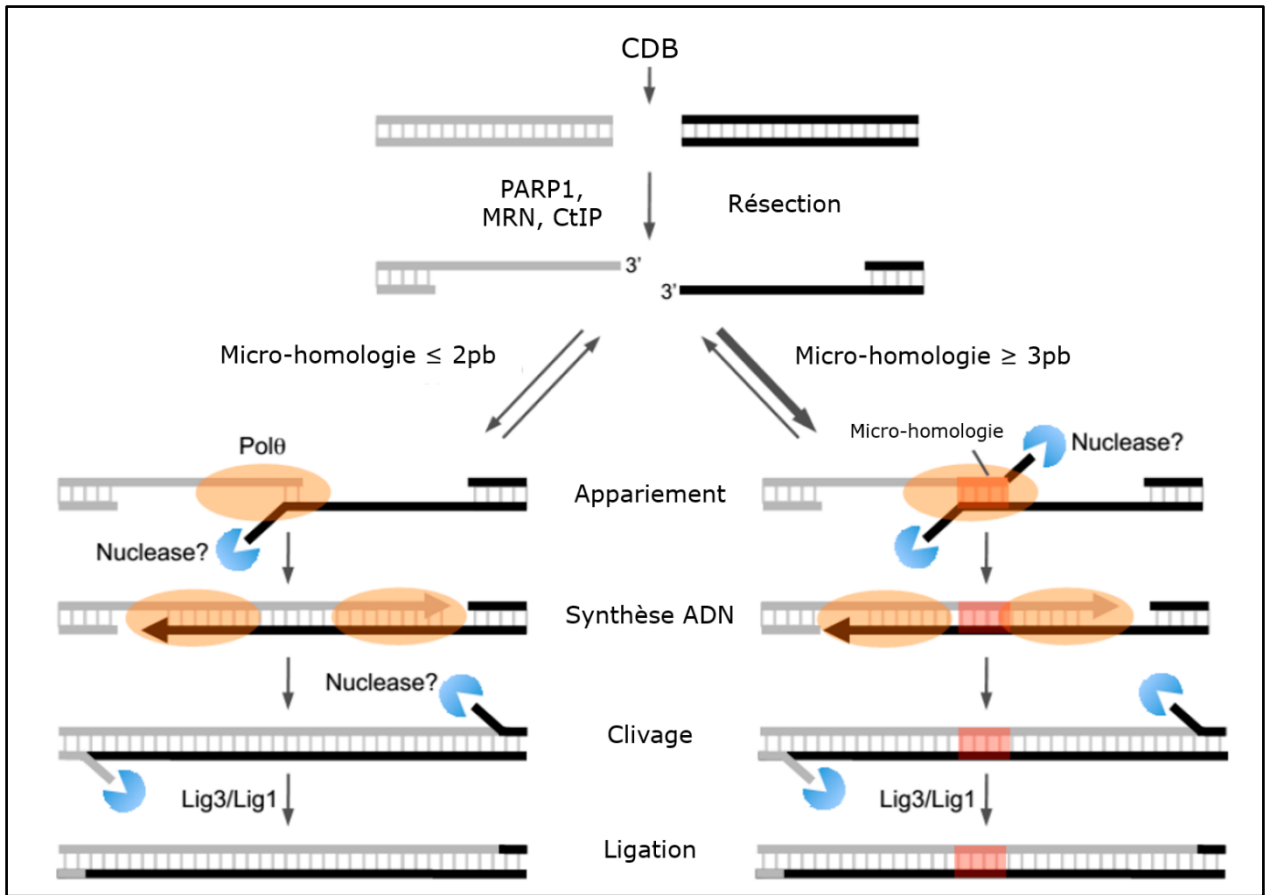 CDB
PARP1,
MRN, CtIP
Résection
3'
3'
Micro-homologie ≤ 2pb
Micro-homologie ≥ 3pb
Polθ
Micro-homologie
Nuclease?
Appariement
Nuclease?
Synthèse ADN
Nuclease?
Clivage
Lig3/Lig1
Lig3/Lig1
Ligation